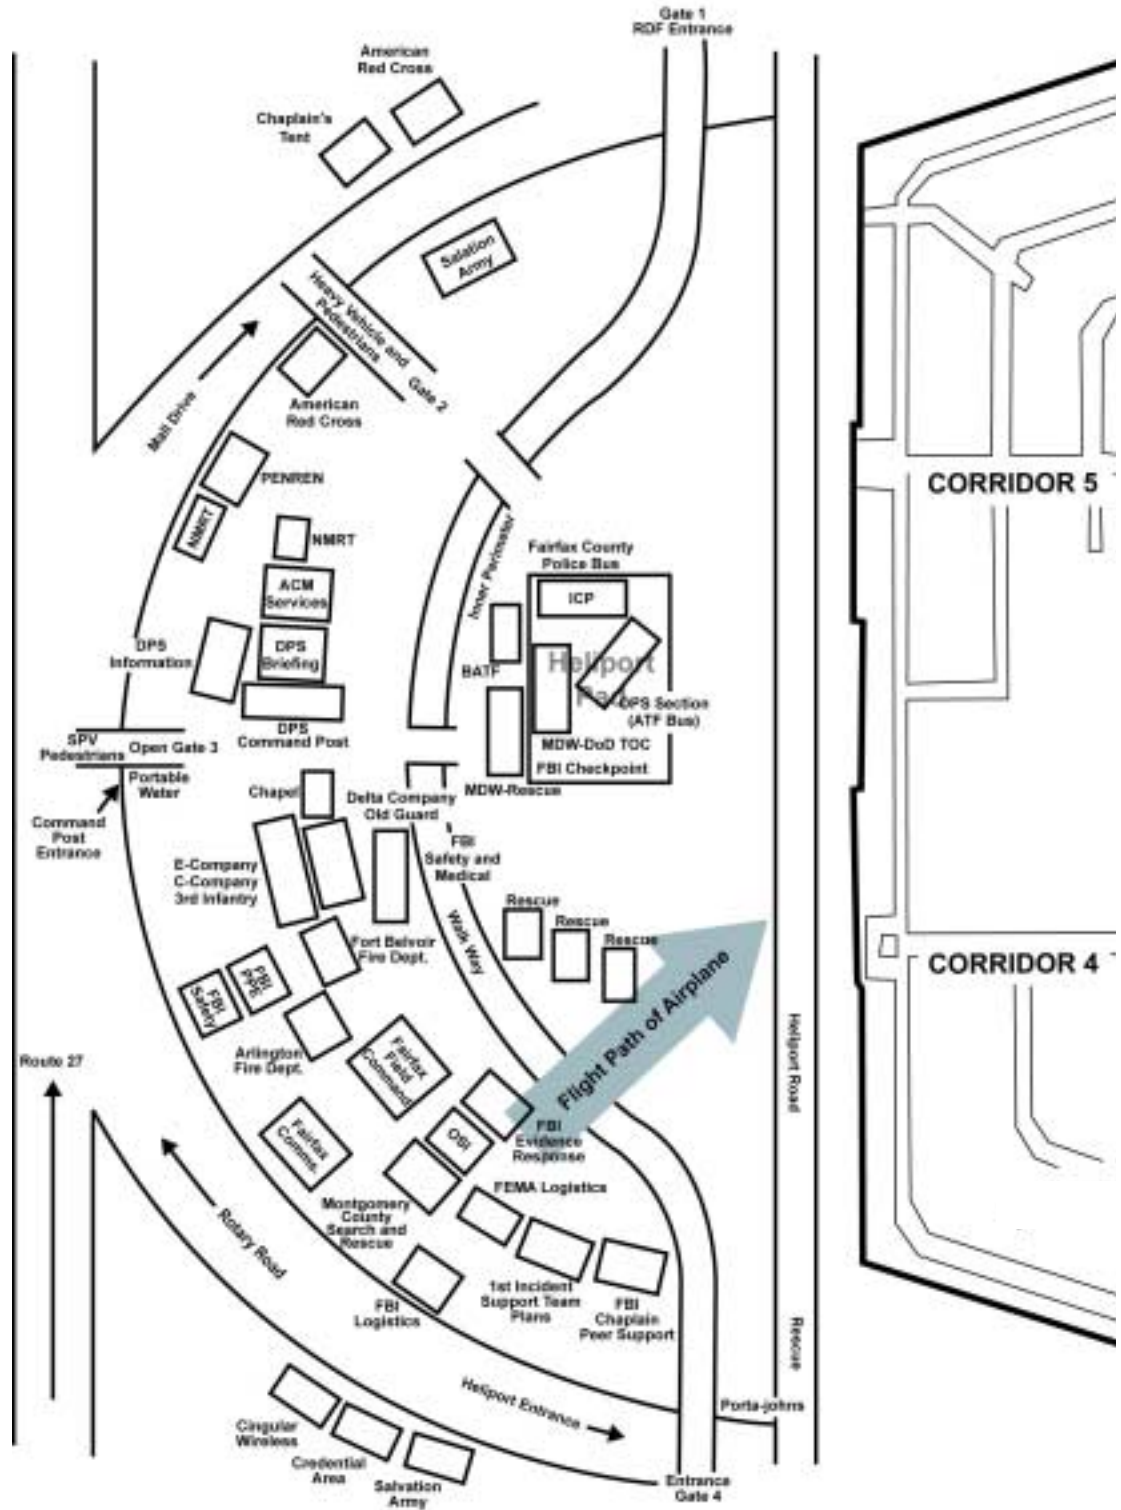 Gate 1
RDF Entrance
American
Red Cross
Chaplain's
Tent
Salation
Army
Heavy Vehicle and
Pedestrians
Gate 2
Mall Drive
American
Red Cross
PENREN
NMRT
NMRT
ACM
Services
DPS
Information
DPS
Briefing
DPS
Command Post
Inner Perimeter
Fairfax County
Police Bus
ICP
Heliport
Pad
BATF
DPS Section
(ATF Bus)
MDW-DoD TOC
FBI Checkpoint
MDW-Rescue
CORRIDOR 5
SPV
Pedestrians
Open Gate 3
Portable
Water
Command
Post
Entrance
Chapel
Delta Company
Old Guard
FBI
Safety and
Medical
E-Company
C-Company
3rd Infantry
Walk Way
Fort Belvoir
Fire Dept.
Rescue
Rescue
Rescue
Flight Path of Airplane
CORRIDOR 4
FBI
PPE
FBI
Safety
Arlington
Fire Dept.
Fairfax
Field
Command
Route 27
Heliport Road
Fairfax
Comms.
OSI
FBI
Evidence
Response
FEMA Logistics
Montgomery
County
Search and
Rescue
Rotary Road
FBI
Logistics
1st Incident
Support Team
Plans
FBI
Chaplain
Peer Support
Rescue
Heliport Entrance
Porta-johns
Cingular
Wireless
Credential
Area
Salvation
Army
Entrance
Gate 4